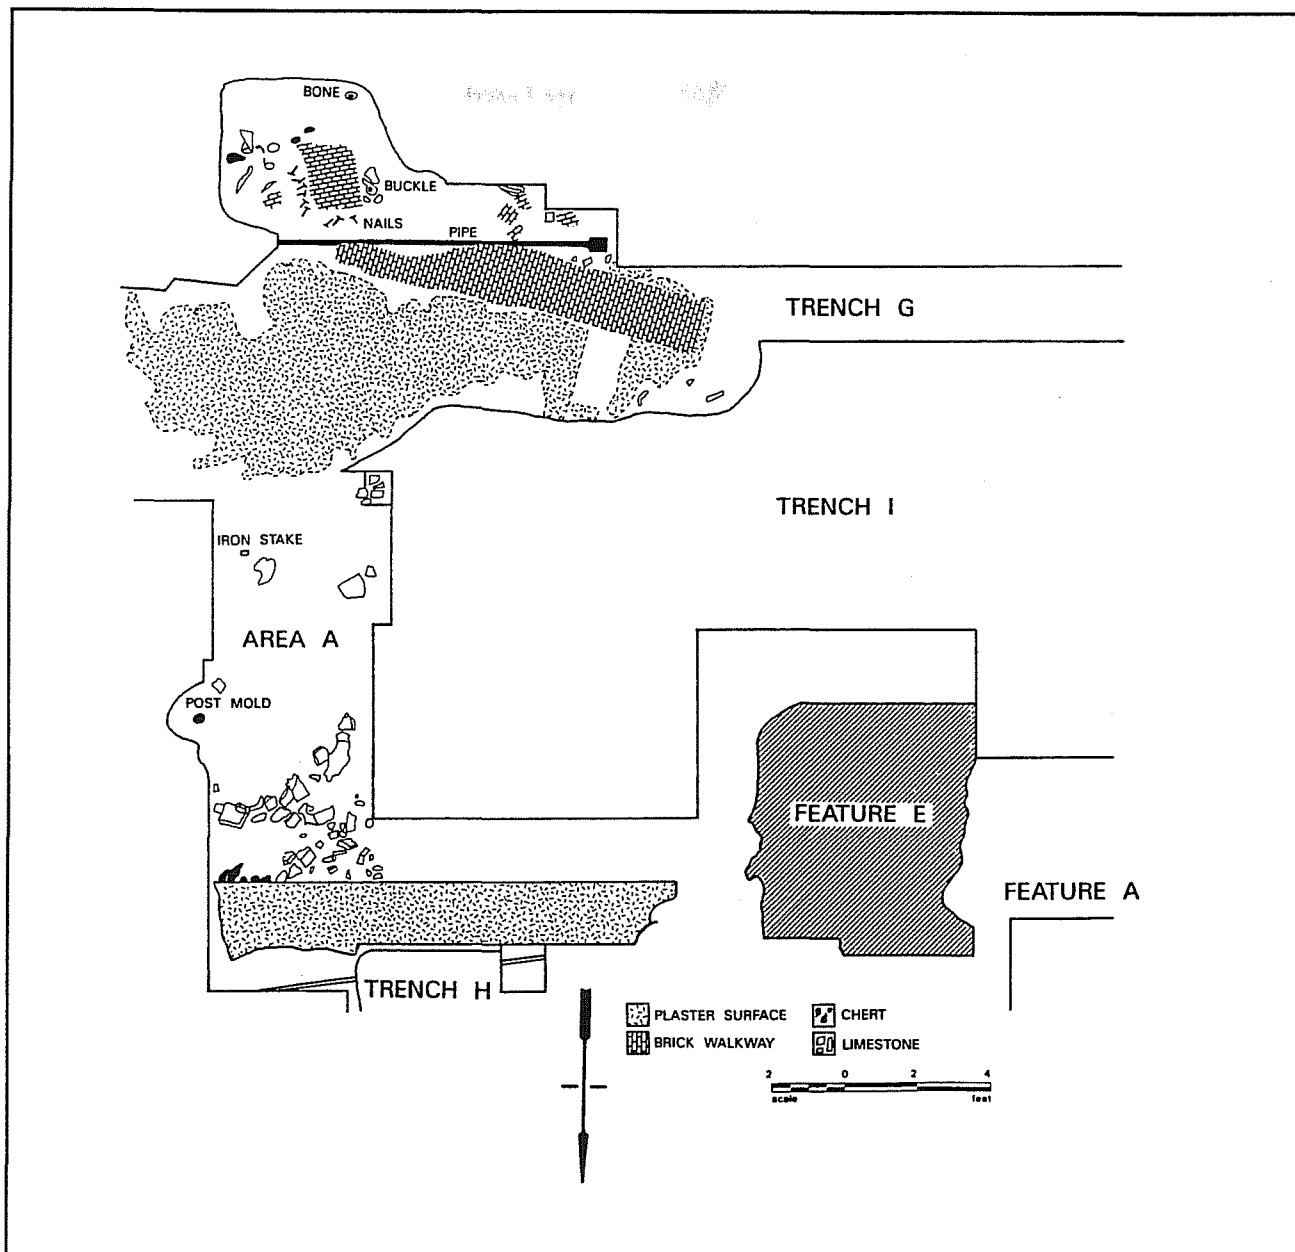 BONE
BUCKLE
NAILS
PIPE
TRENCH G
TRENCH I
IRON STAKE
AREA A
POST MOLD
FEATURE E
FEATURE A
TRENCH H
PLASTER SURFACE
CHERT
BRICK WALKWAY
LIMESTONE
2 0 2 4
scale feet